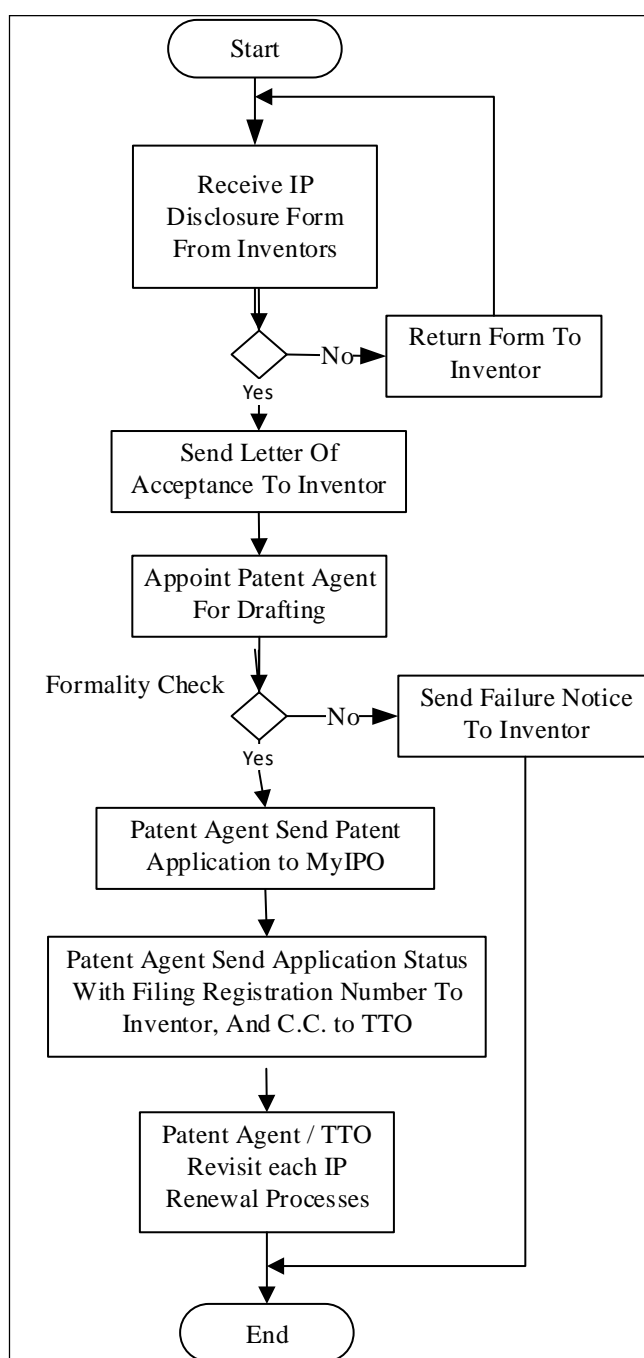 Start
Receive IP
Disclosure Form
From Inventors
No
Return Form To
Inventor
Yes
Send Letter Of
Acceptance To Inventor
Appoint Patent Agent
For Drafting
Formality Check
No
Send Failure Notice
To Inventor
Yes
Patent Agent Send Patent
Application to MyIPO
Patent Agent Send Application Status
With Filing Registration Number To
Inventor, And C.C. to TTO
Patent Agent / TTO
Revisit each IP
Renewal Processes
End